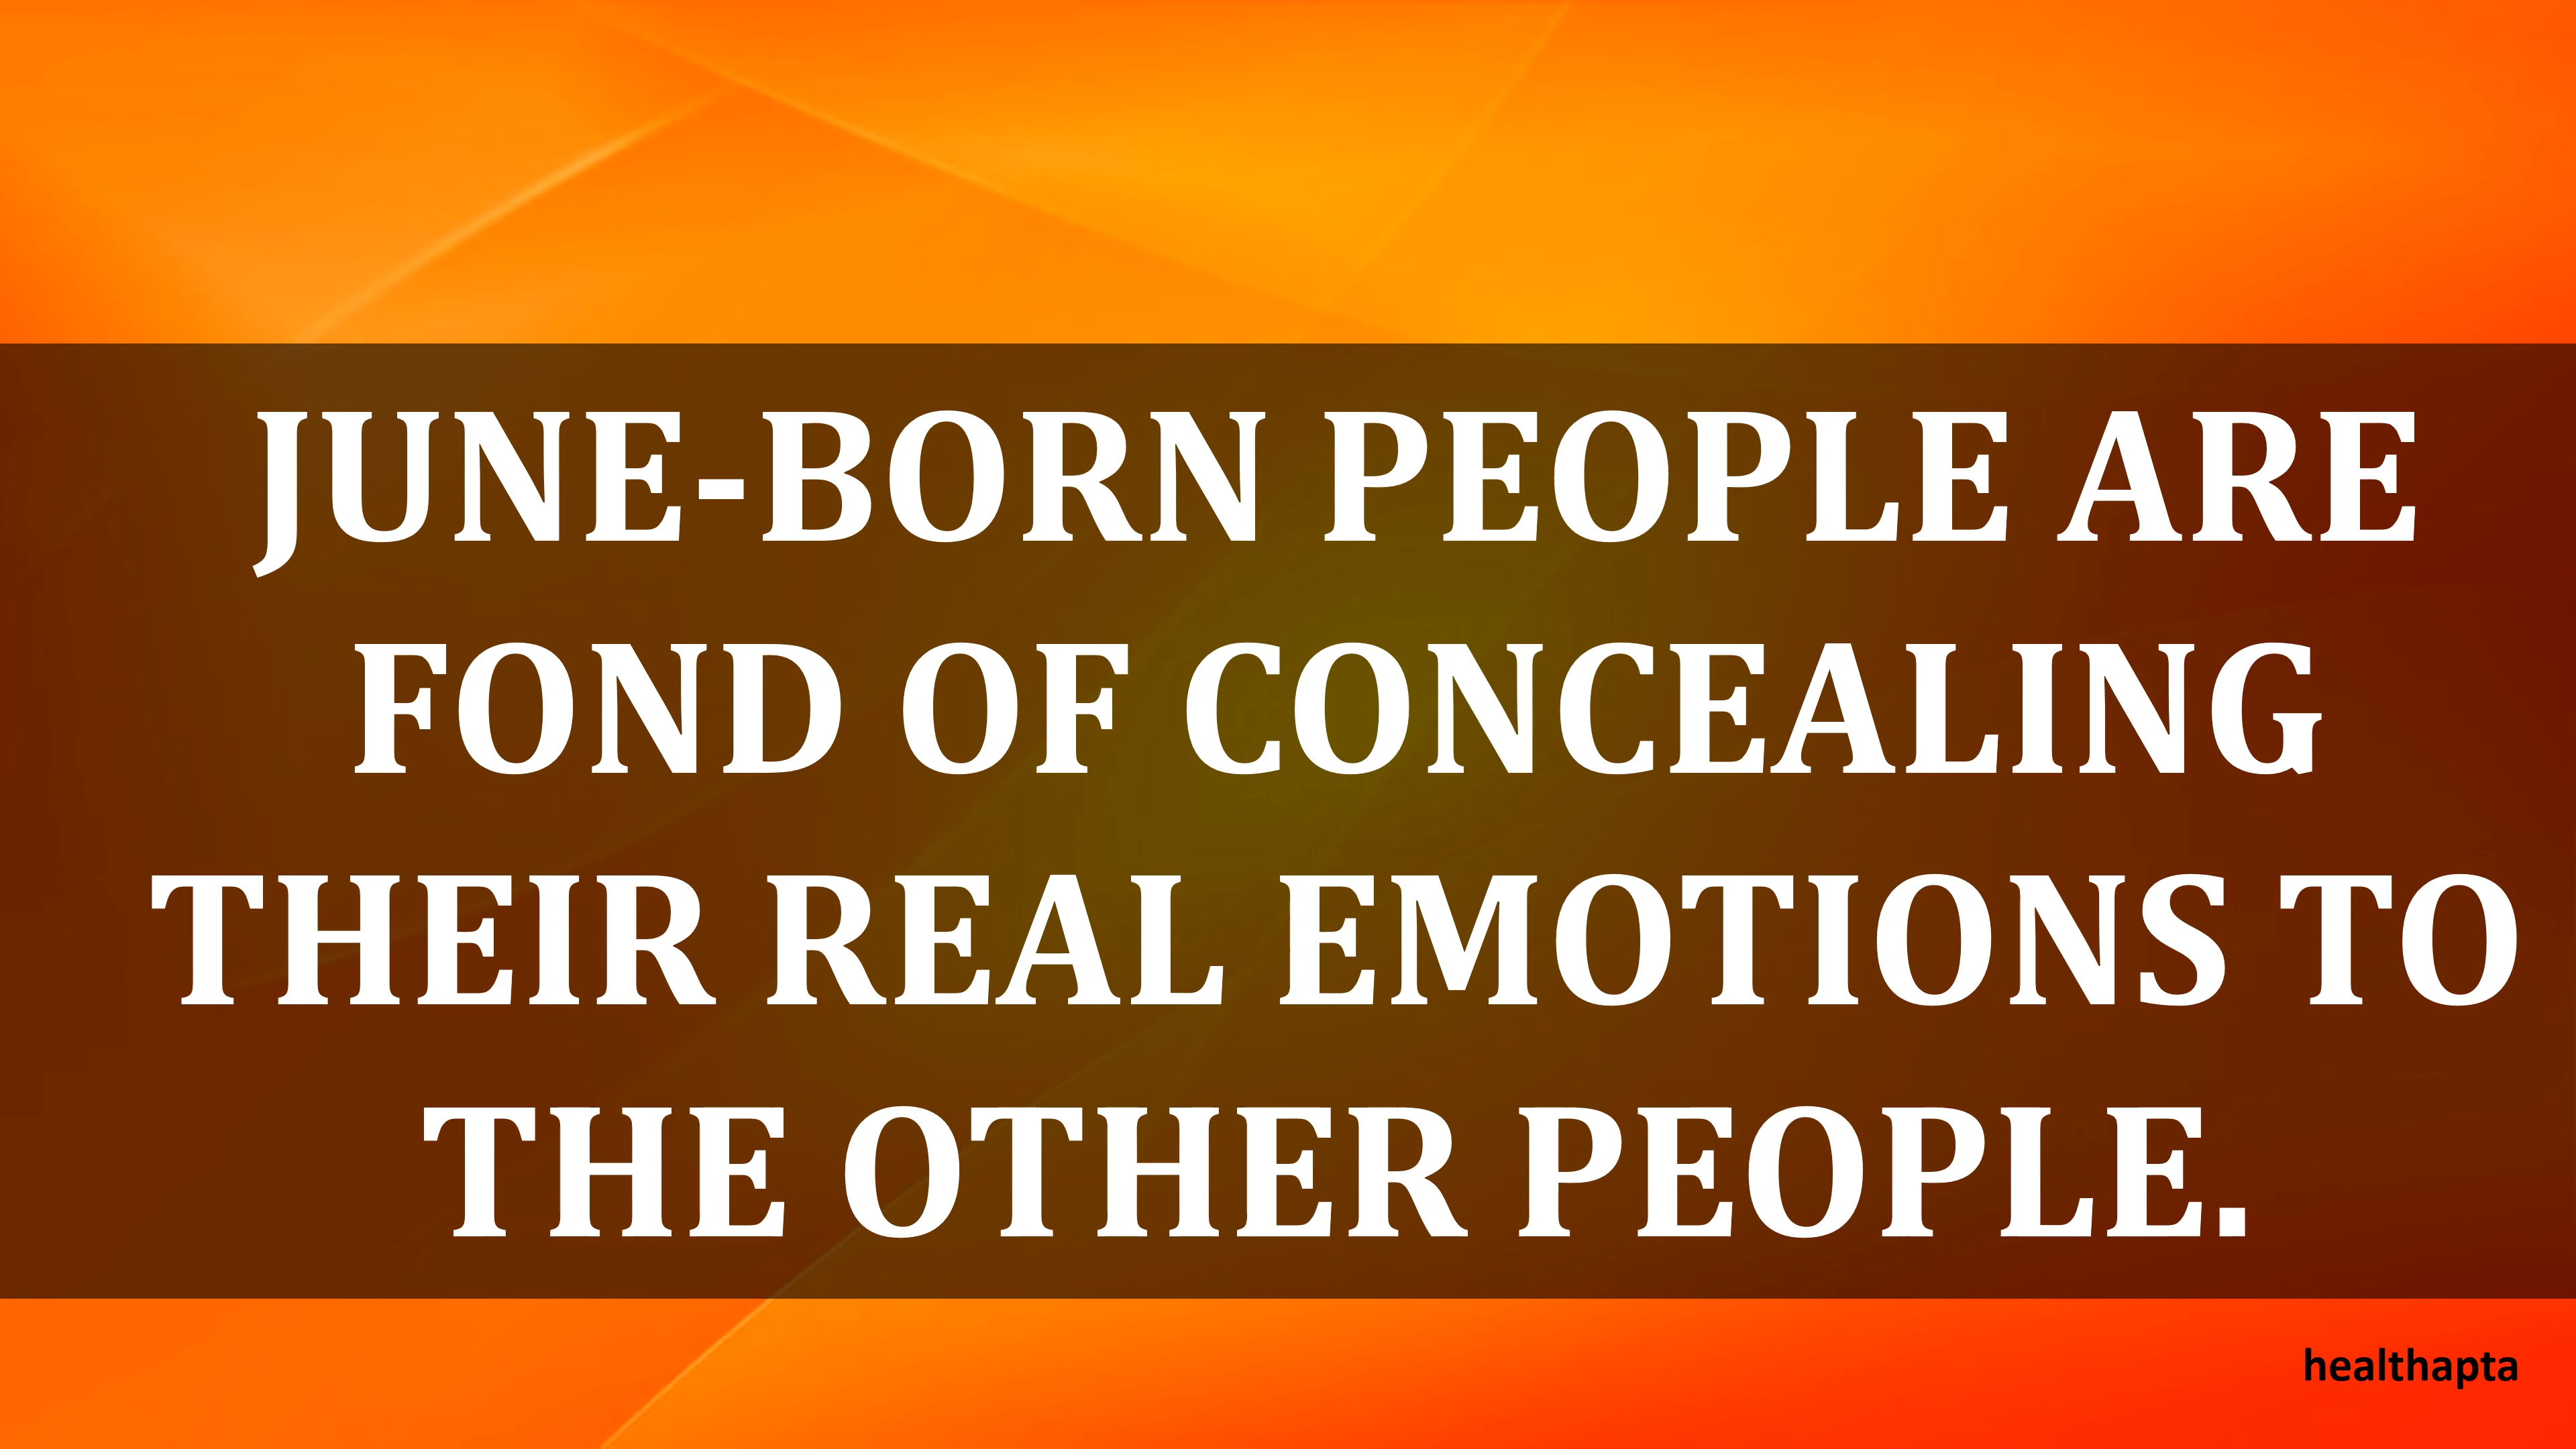 JUNE-BORN PEOPLE ARE
FOND OF CONCEALING
THEIR REAL EMOTIONS TO
THE OTHER PEOPLE.
healthapta